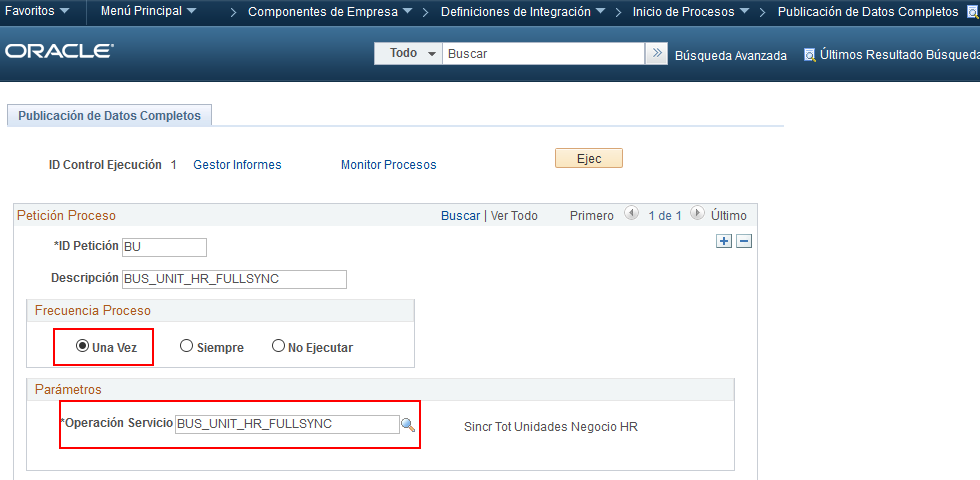 Favoritos Menú Principal Componentes de Empresa Definiciones de Integración Inicio de Procesos Publicación de Datos Completos
ORACLE Todo Buscar Búsqueda Avanzada Últimos Resultado Búsqueda
Publicación de Datos Completos
ID Control Ejecución 1 Gestor Informes Monitor Procesos Ejec
Petición Proceso Buscar | Ver Todo Primero 1 de 1 Último
*ID Petición BU
Descripción BUS_UNIT_HR_FULLSYNC
Frecuencia Proceso
Una Vez Siempre No Ejecutar
Parámetros
*Operación Servicio BUS_UNIT_HR_FULLSYNC Sincr Tot Unidades Negocio HR